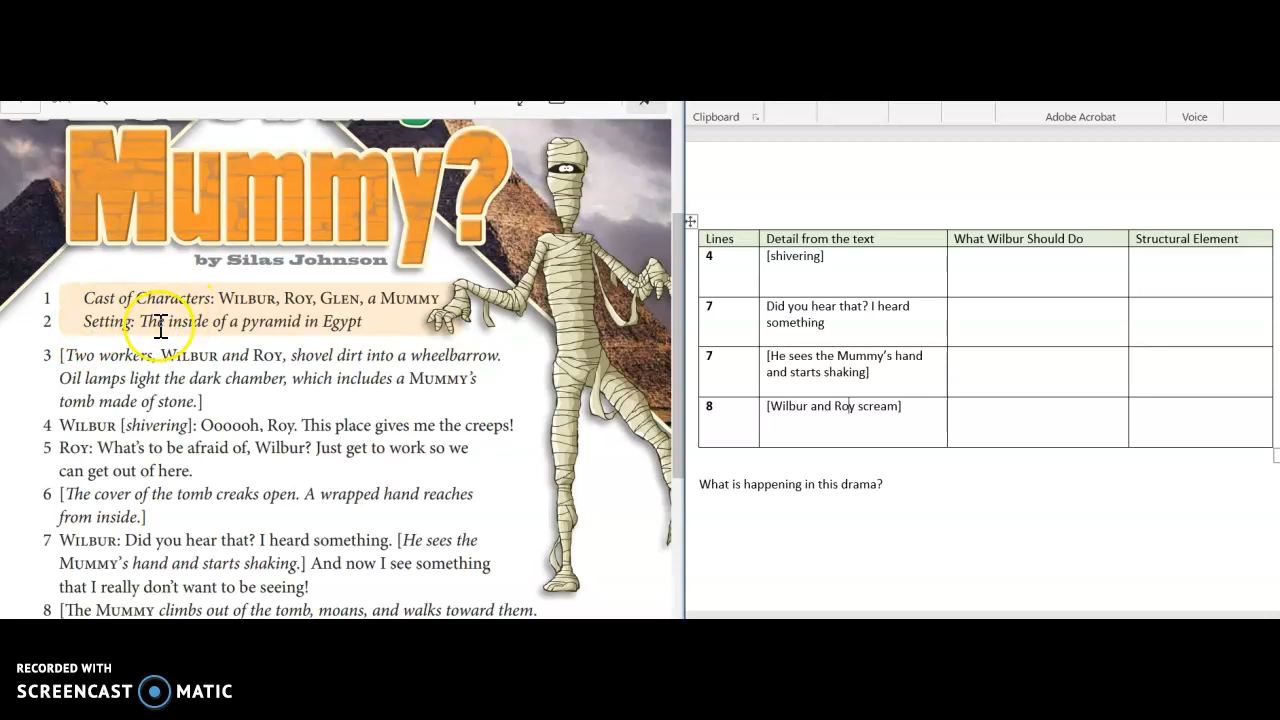 Mummy?
by Silas Johnson
1 Cast of Characters: WILBUR, ROY, GLEN, a MUMMY
2 Setting: The inside of a pyramid in Egypt
3 [Two workers, WILBUR and ROY, shovel dirt into a wheelbarrow.
Oil lamps light the dark chamber, which includes a MUMMY’s
tomb made of stone.]
4 WILBUR [shivering]: Oooooh, Roy. This place gives me the creeps!
5 ROY: What’s to be afraid of, Wilbur? Just get to work so we
can get out of here.
6 [The cover of the tomb creaks open. A wrapped hand reaches
from inside.]
7 WILBUR: Did you hear that? I heard something. [He sees the
MUMMY’s hand and starts shaking.] And now I see something
that I really don’t want to be seeing!
8 [The MUMMY climbs out of the tomb, moans, and walks toward them.
Clipboard Adobe Acrobat Voice
Lines Detail from the text What Wilbur Should Do Structural Element
4 [shivering]
7 Did you hear that? I heard
something
7 [He sees the Mummy’s hand
and starts shaking]
8 [Wilbur and Roy scream]
What is happening in this drama?
RECORDED WITH
SCREENCAST MATIC